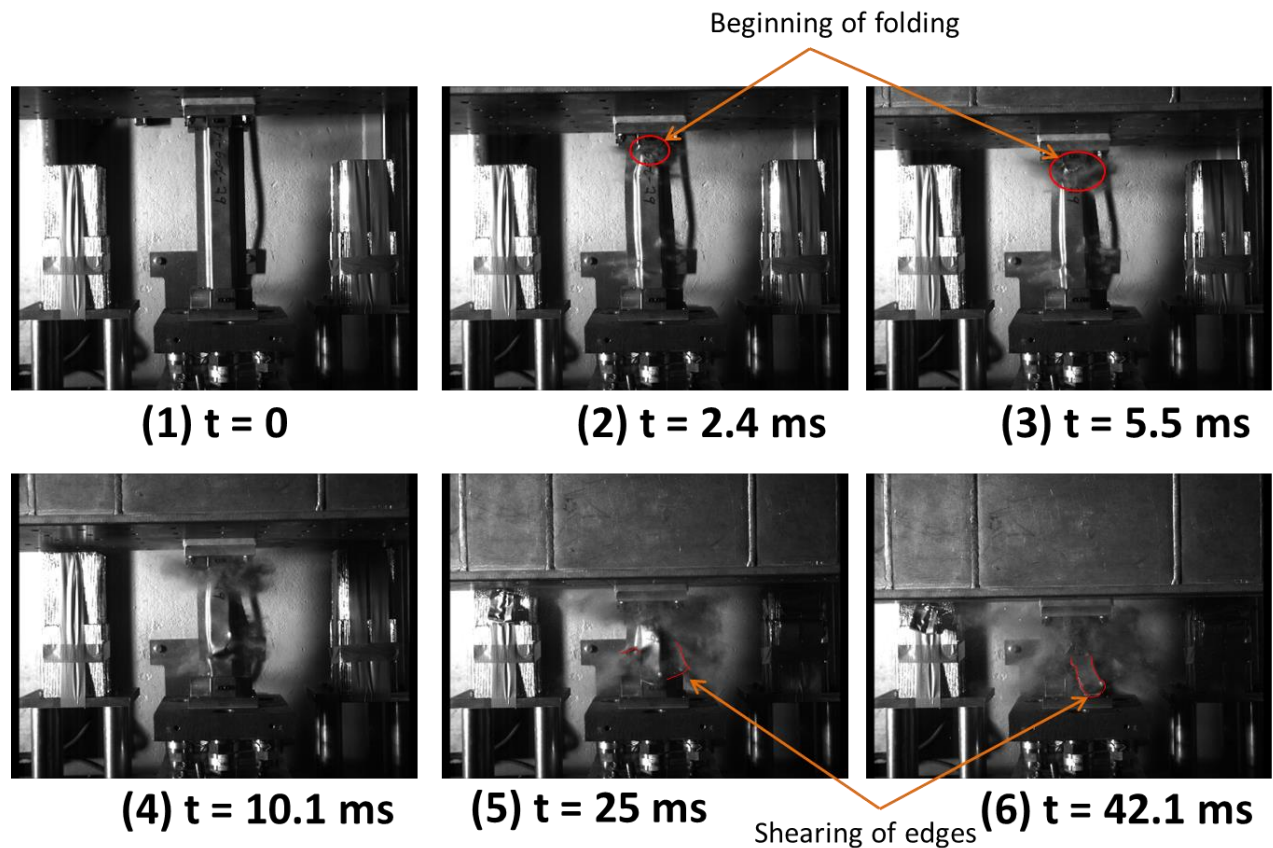 Beginning of folding
(1) t = 0
(2) t = 2.4 ms
(3) t = 5.5 ms
(4) t = 10.1 ms
(5) t = 25 ms
(6) t = 42.1 ms
Shearing of edges